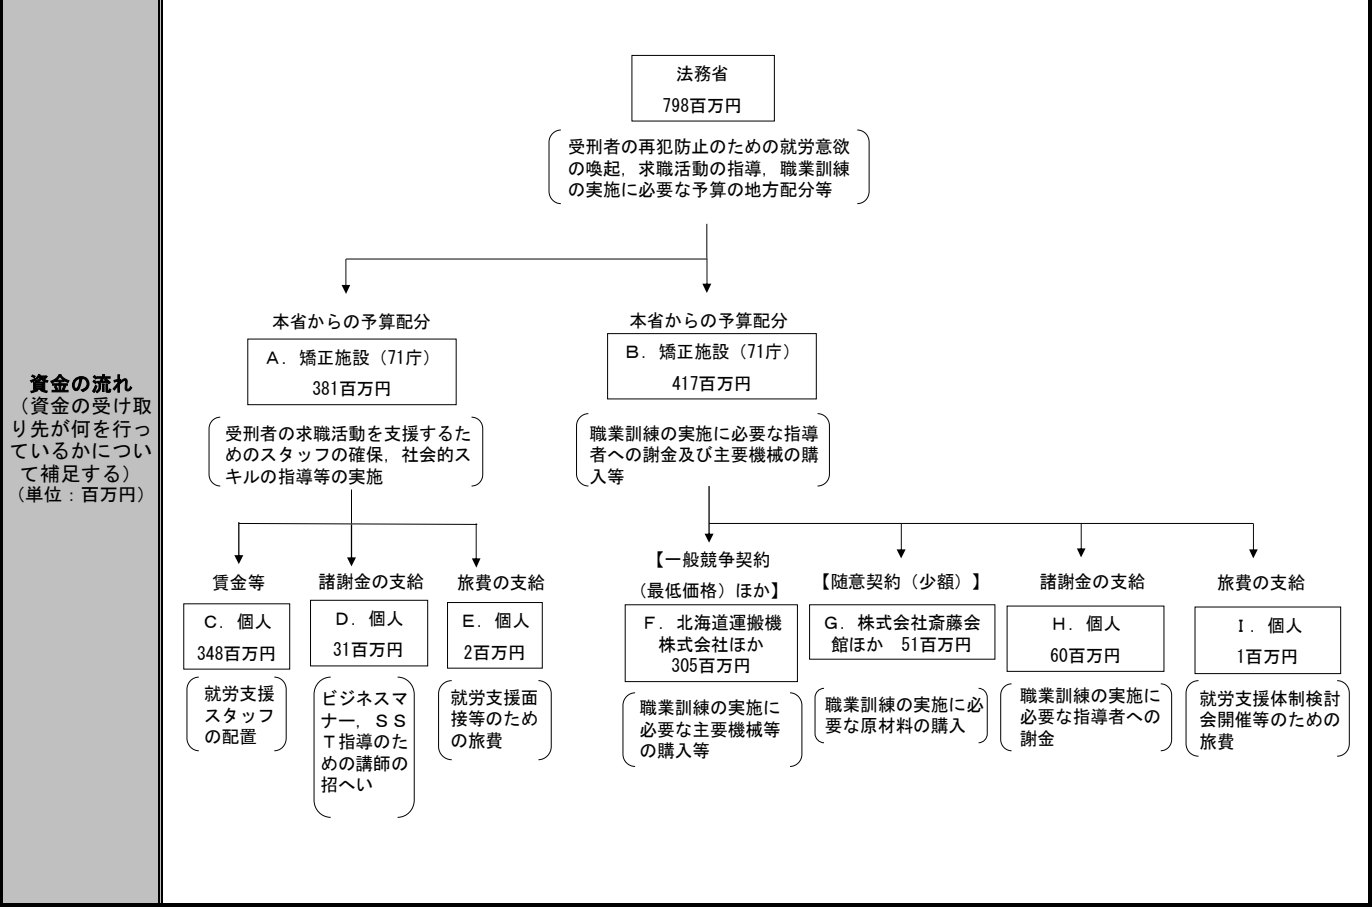 資金の流れ
（資金の受け取
り先が何を行っ
ているかについ
て補足する）
（単位：百万円）
法務省
798百万円
受刑者の再犯防止のための就労意欲
の喚起，求職活動の指導，職業訓練
の実施に必要な予算の地方配分等
本省からの予算配分
Ａ．矯正施設（71庁）
381百万円
受刑者の求職活動を支援するた
めのスタッフの確保，社会的ス
キルの指導等の実施
本省からの予算配分
Ｂ．矯正施設（71庁）
417百万円
職業訓練の実施に必要な指導
者への謝金及び主要機械の購
入等
賃金等
Ｃ．個人
348百万円
就労支援
スタッフ
の配置
諸謝金の支給
Ｄ．個人
31百万円
ビジネスマ
ナー，ＳＳ
Ｔ指導のた
めの講師の
招へい
旅費の支給
Ｅ．個人
2百万円
就労支援面
接等のため
の旅費
【一般競争契約
（最低価格）ほか】
Ｆ．北海道運搬機
株式会社ほか
305百万円
職業訓練の実施に
必要な主要機械等
の購入等
【随意契約（少額）】
Ｇ．株式会社斎藤会
館ほか　51百万円
職業訓練の実施に必
要な原材料の購入
諸謝金の支給
Ｈ．個人
60百万円
職業訓練の実施に
必要な指導者への
謝金
旅費の支給
Ｉ．個人
1百万円
就労支援体制検討
会開催等のための
旅費